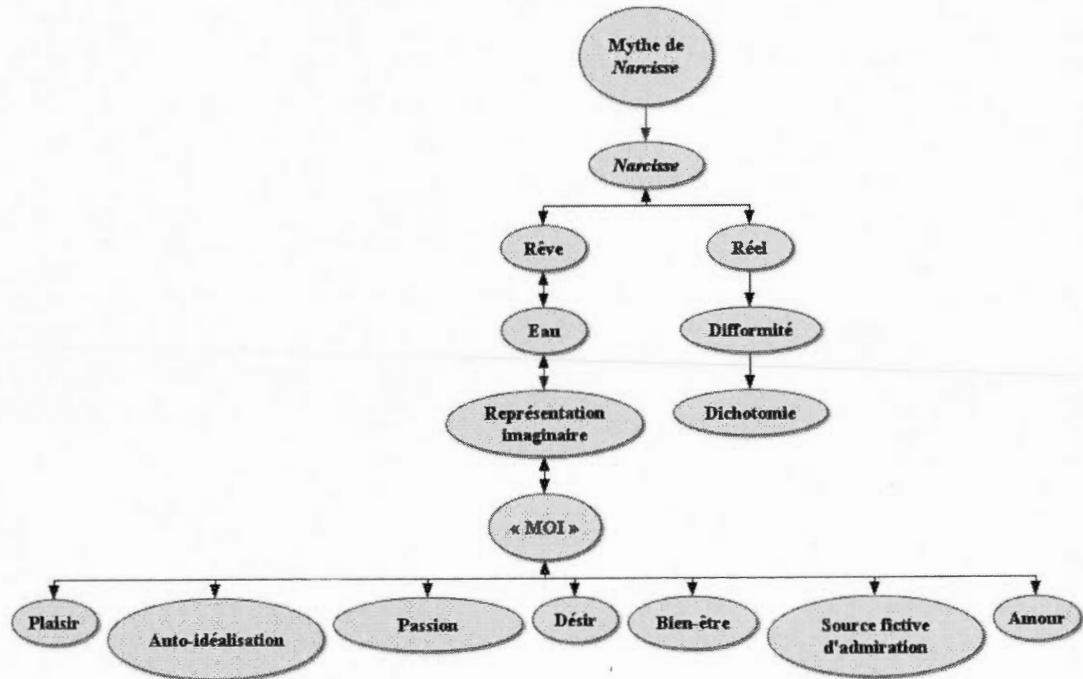 Mythe de
Narcisse
Narcisse
Rêve
Réel
Eau
Difformité
Représentation
imaginaire
Dichotomie
« MOI »
Plaisir
Auto-idéalisation
Passion
Désir
Bien-être
Source fictive
d'admiration
Amour